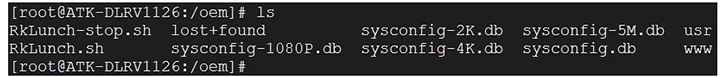 [root@ATK-DLRV1126:/oem]# ls
RkLunch-stop.sh  lost+found          sysconfig-2K.db  sysconfig-5M.db  usr
RkLunch.sh       sysconfig-1080P.db  sysconfig-4K.db  sysconfig.db     www
[root@ATK-DLRV1126:/oem]#